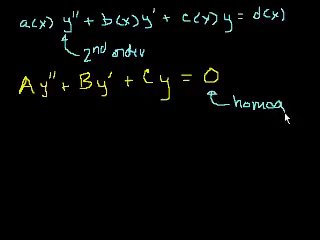 a(x) y" + b(x) y' + c(x) y = d(x)
2nd order
Ay" + By' + Cy = 0
homog